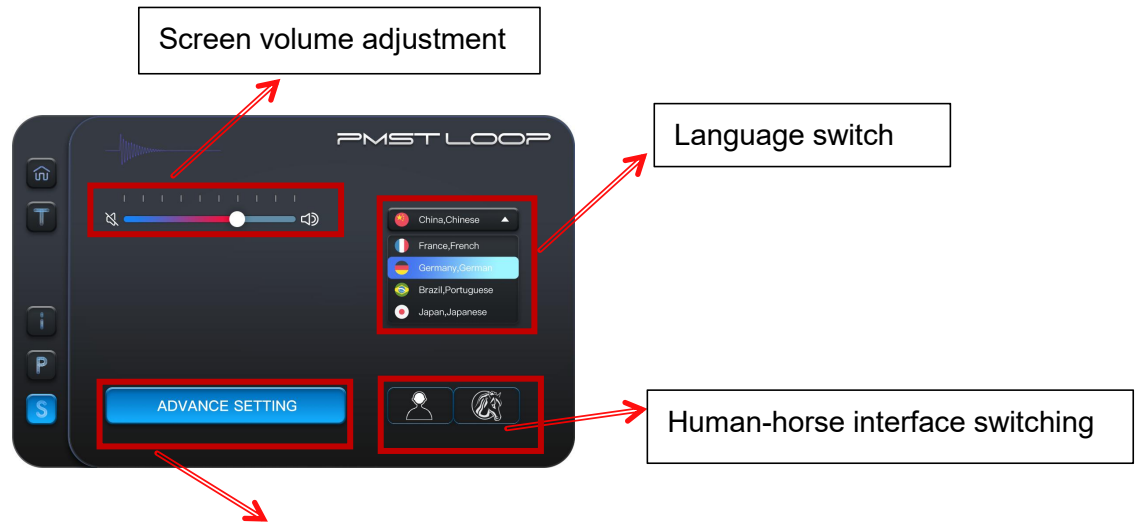 Screen volume adjustment
PMST LOOP
Language switch
T
China,Chinese
France,French
Germany,German
Brazil,Portuguese
Japan,Japanese
i
P
S
ADVANCE SETTING
Human-horse interface switching